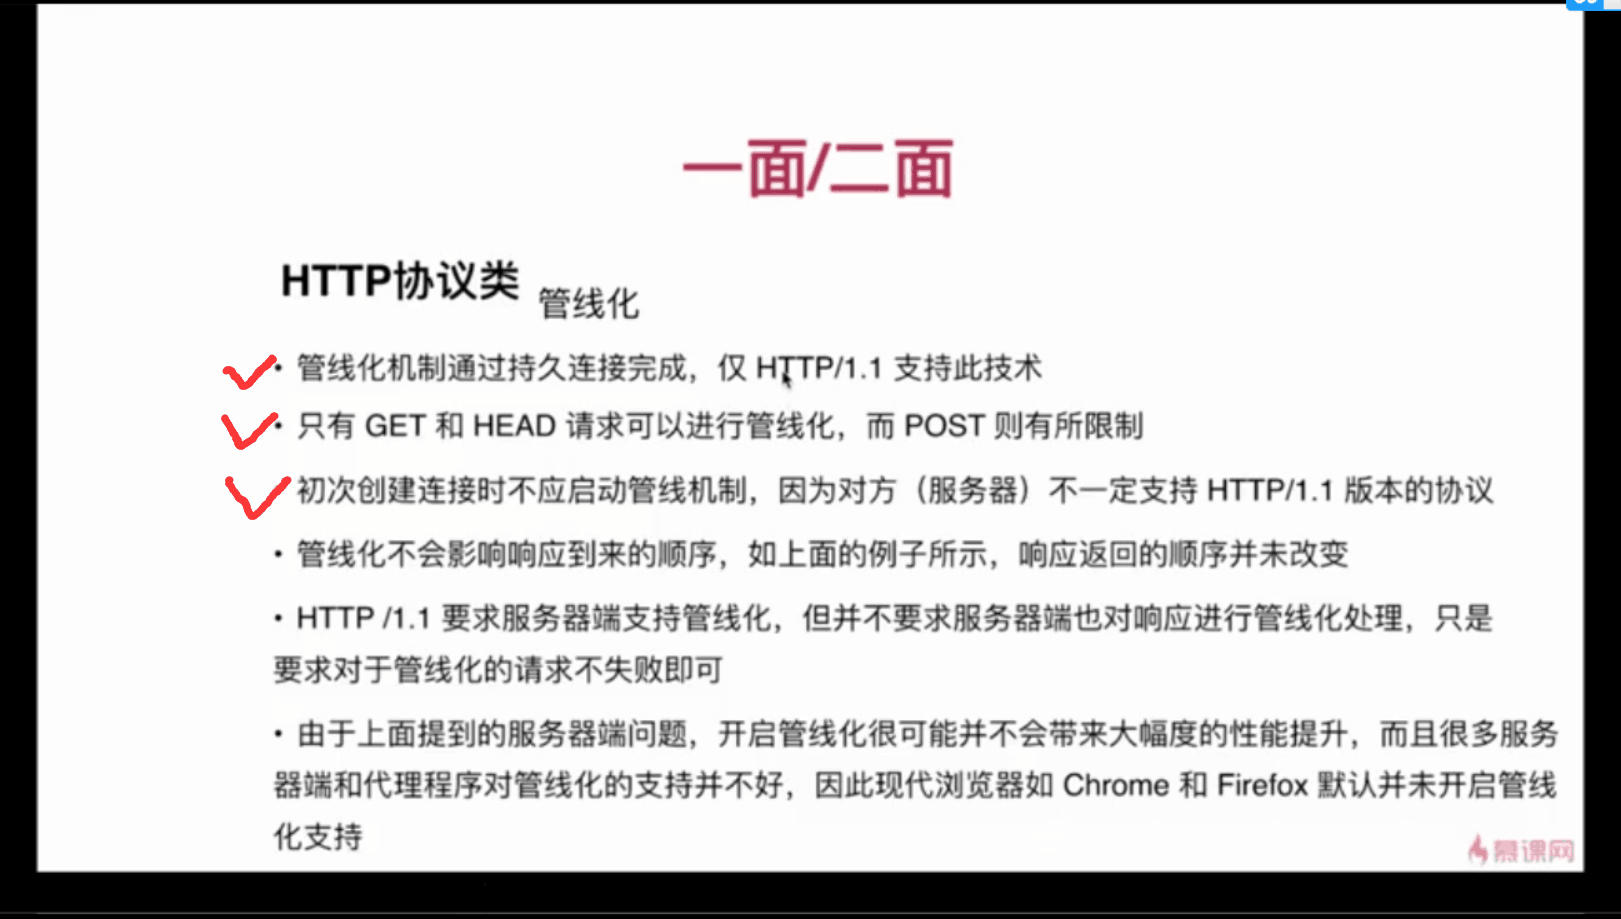 一面/二面
HTTP协议类 管线化
• 管线化机制通过持久连接完成，仅 HTTP/1.1 支持此技术
• 只有 GET 和 HEAD 请求可以进行管线化，而 POST 则有所限制
初次创建连接时不应启动管线机制，因为对方（服务器）不一定支持 HTTP/1.1 版本的协议
• 管线化不会影响响应到来的顺序，如上面的例子所示，响应返回的顺序并未改变
• HTTP /1.1 要求服务器端支持管线化，但并不要求服务器端也对响应进行管线化处理，只是
要求对于管线化的请求不失败即可
• 由于上面提到的服务器端问题，开启管线化很可能并不会带来大幅度的性能提升，而且很多服务
器端和代理程序对管线化的支持并不好，因此现代浏览器如 Chrome 和 Firefox 默认并未开启管线
化支持
慕课网